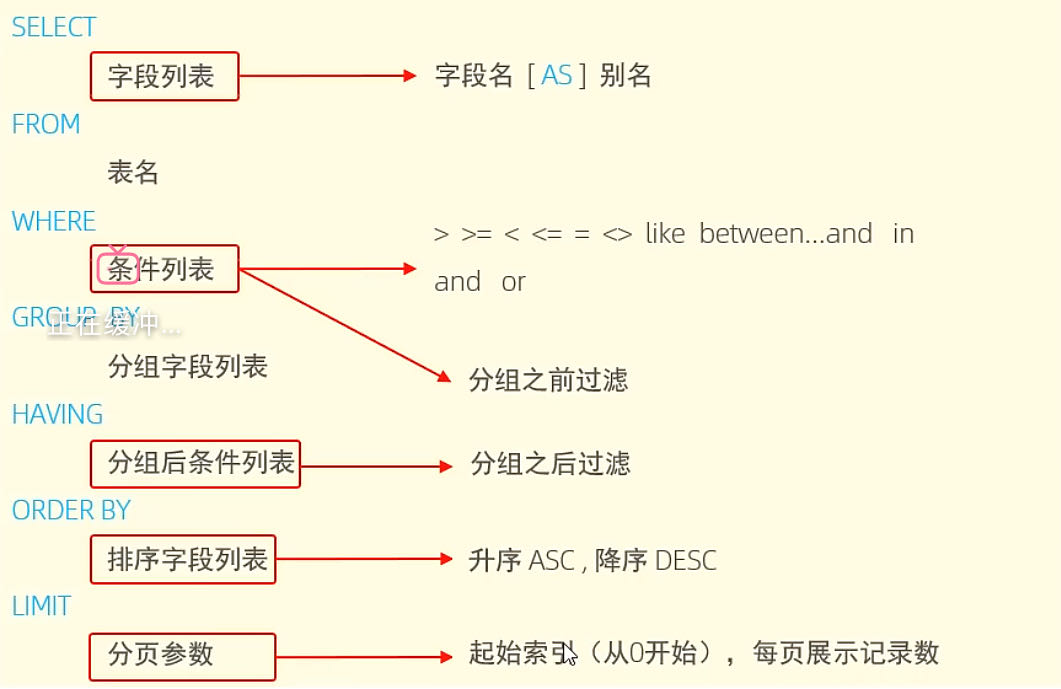 SELECT
字段列表 字段名 [ AS ] 别名
FROM
表名
WHERE
> >= < <= = <> like between...and in
条件列表
and or
GROUP BY
正在缓冲...
分组字段列表
分组之前过滤
HAVING
分组后条件列表 分组之后过滤
ORDER BY
排序字段列表 升序 ASC , 降序 DESC
LIMIT
分页参数 起始索引（从0开始），每页展示记录数